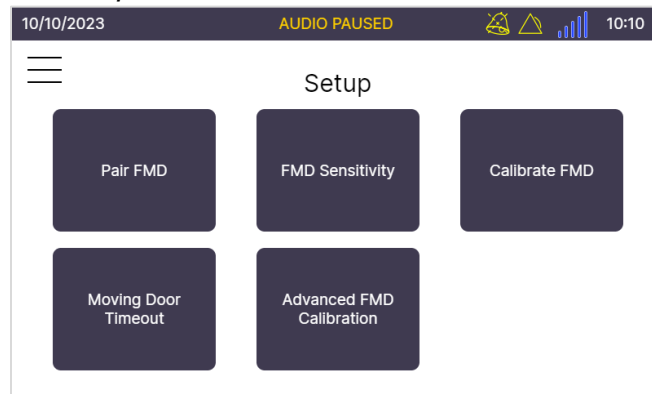 10/10/2023 AUDIO PAUSED 10:10
Setup
Pair FMD FMD Sensitivity Calibrate FMD
Moving Door Timeout
Advanced FMD Calibration